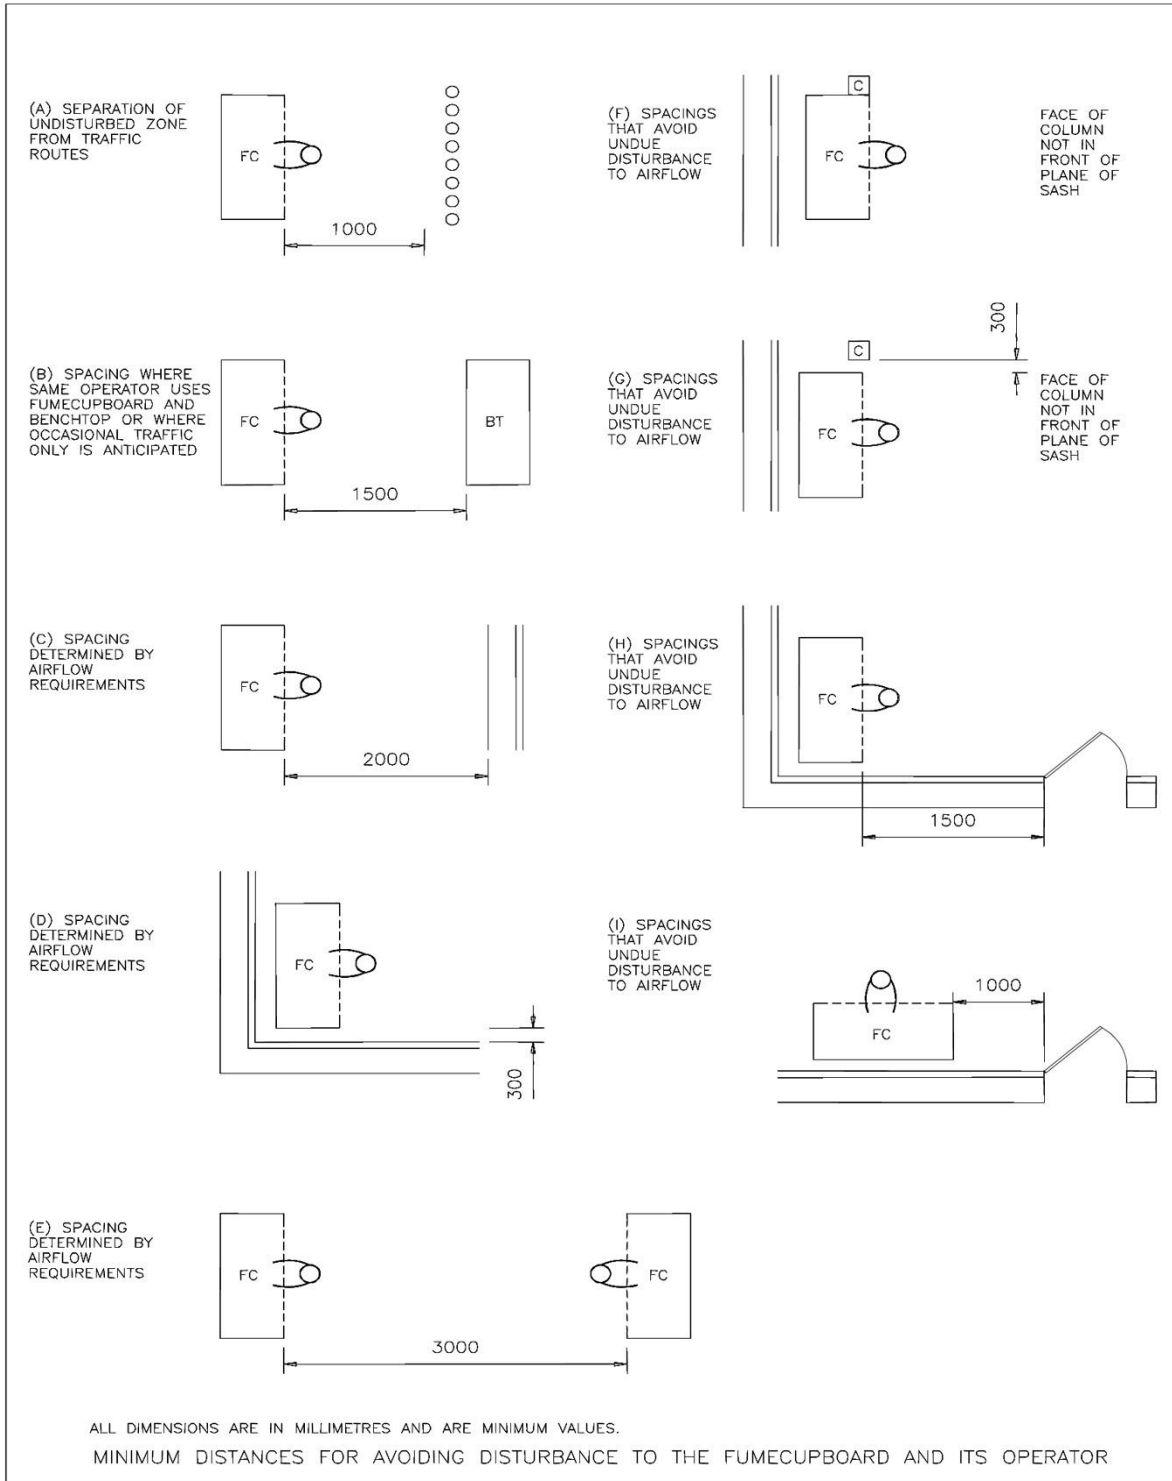 (A) SEPARATION OF
UNDISTURBED ZONE
FROM TRAFFIC
ROUTES
FC
1000
(B) SPACING WHERE
SAME OPERATOR USES
FUMECUPBOARD AND
BENCHTOP OR WHERE
OCCASIONAL TRAFFIC
ONLY IS ANTICIPATED
FC
BT
1500
(C) SPACING
DETERMINED BY
AIRFLOW
REQUIREMENTS
FC
2000
(D) SPACING
DETERMINED BY
AIRFLOW
REQUIREMENTS
FC
300
(E) SPACING
DETERMINED BY
AIRFLOW
REQUIREMENTS
FC
FC
3000
(F) SPACINGS
THAT AVOID
UNDUE
DISTURBANCE
TO AIRFLOW
C
FC
FACE OF
COLUMN
NOT IN
FRONT OF
PLANE OF
SASH
(G) SPACINGS
THAT AVOID
UNDUE
DISTURBANCE
TO AIRFLOW
C
FC
300
FACE OF
COLUMN
NOT IN
FRONT OF
PLANE OF
SASH
(H) SPACINGS
THAT AVOID
UNDUE
DISTURBANCE
TO AIRFLOW
FC
1500
(I) SPACINGS
THAT AVOID
UNDUE
DISTURBANCE
TO AIRFLOW
FC
1000
ALL DIMENSIONS ARE IN MILLIMETRES AND ARE MINIMUM VALUES.
MINIMUM DISTANCES FOR AVOIDING DISTURBANCE TO THE FUMECUPBOARD AND ITS OPERATOR